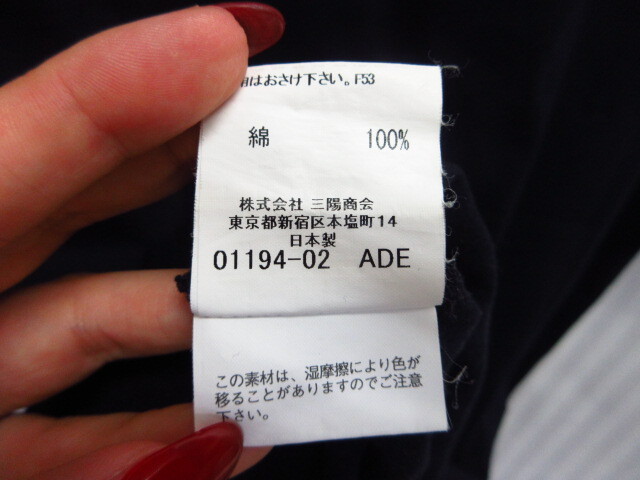 はおさけ下さい。F53
綿 100%
株式会社 三陽商会
東京都新宿区本塩町14
日本製
01194-02 ADE
この素材は、湿摩擦により色が
移ることがありますのでご注意
下さい。